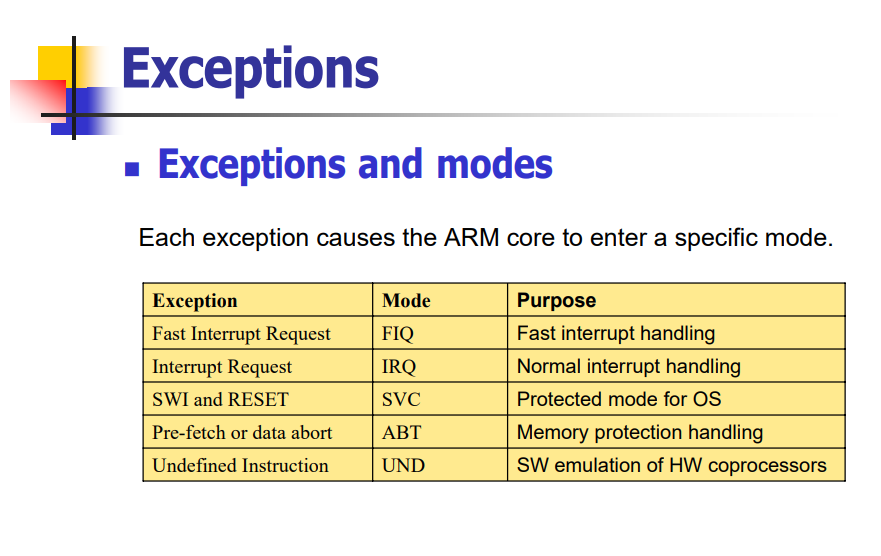 Exceptions
Exceptions and modes
Each exception causes the ARM core to enter a specific mode.
Exception Mode Purpose
Fast Interrupt Request FIQ Fast interrupt handling
Interrupt Request IRQ Normal interrupt handling
SWI and RESET SVC Protected mode for OS
Pre-fetch or data abort ABT Memory protection handling
Undefined Instruction UND SW emulation of HW coprocessors